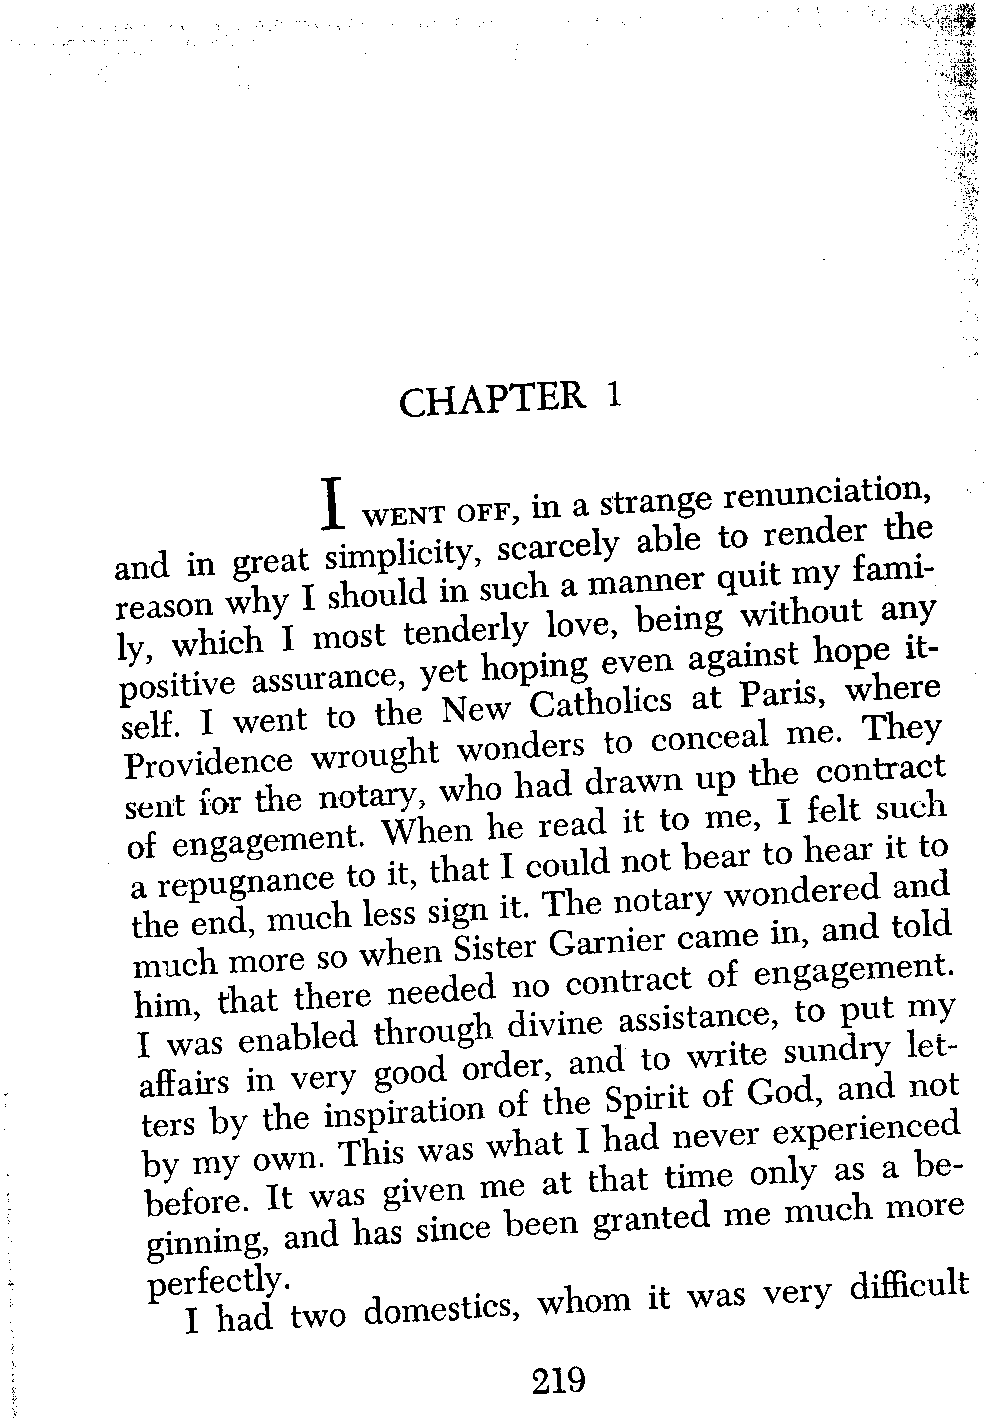 CHAPTER 1
I WENT OFF, in a strange renunciation,
and in great simplicity, scarcely able to render the
reason why I should in such a manner quit my fami-
ly, which I most tenderly love, being without any
positive assurance, yet hoping even against hope it-
self. I went to the New Catholics at Paris, where
Providence wrought wonders to conceal me. They
sent for the notary, who had drawn up the contract
of engagement. When he read it to me, I felt such
a repugnance to it, that I could not bear to hear it to
the end, much less sign it. The notary wondered and
much more so when Sister Garnier came in, and told
him, that there needed no contract of engagement.
I was enabled through divine assistance, to put my
affairs in very good order, and to write sundry let-
ters by the inspiration of the Spirit of God, and not
by my own. This was what I had never experienced
before. It was given me at that time only as a be-
ginning, and has since been granted me much more
perfectly.
I had two domestics, whom it was very difficult
219